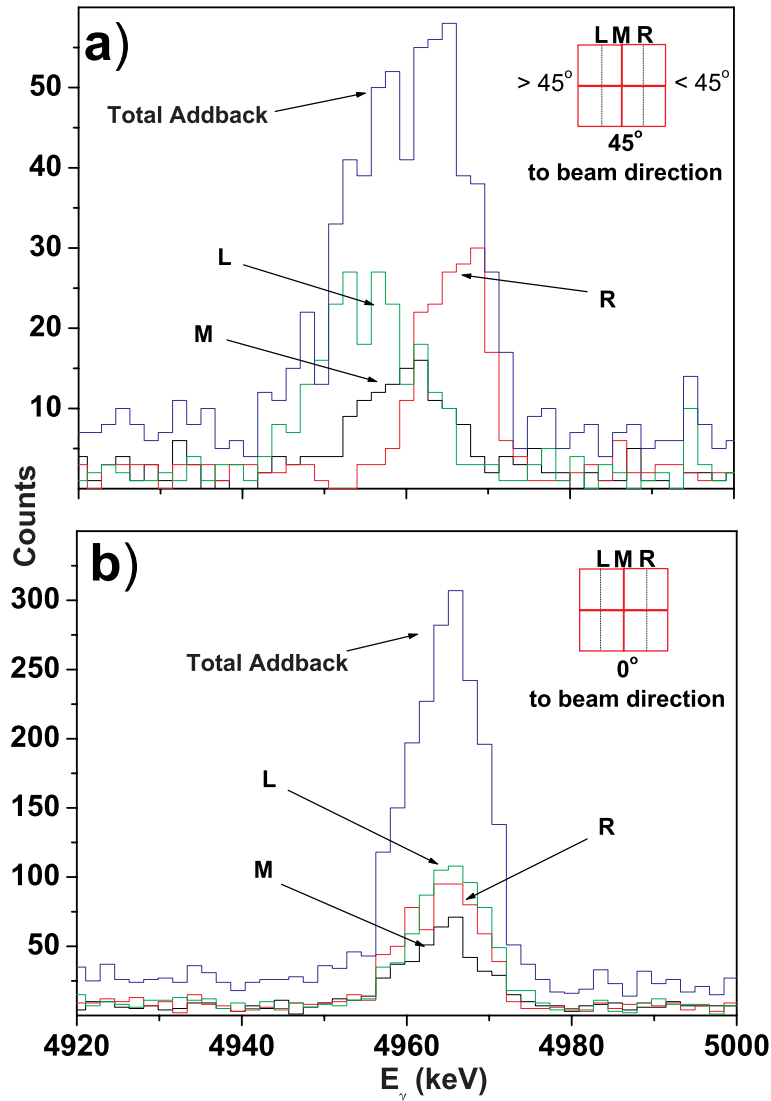 a)
L M R
> 45°
< 45°
45°
to beam direction
Total Addback
L
R
M
50
40
30
20
10
Counts
b)
L M R
0°
to beam direction
Total Addback
L
R
M
300
250
200
150
100
50
4920
4940
4960
4980
5000
Eγ (keV)